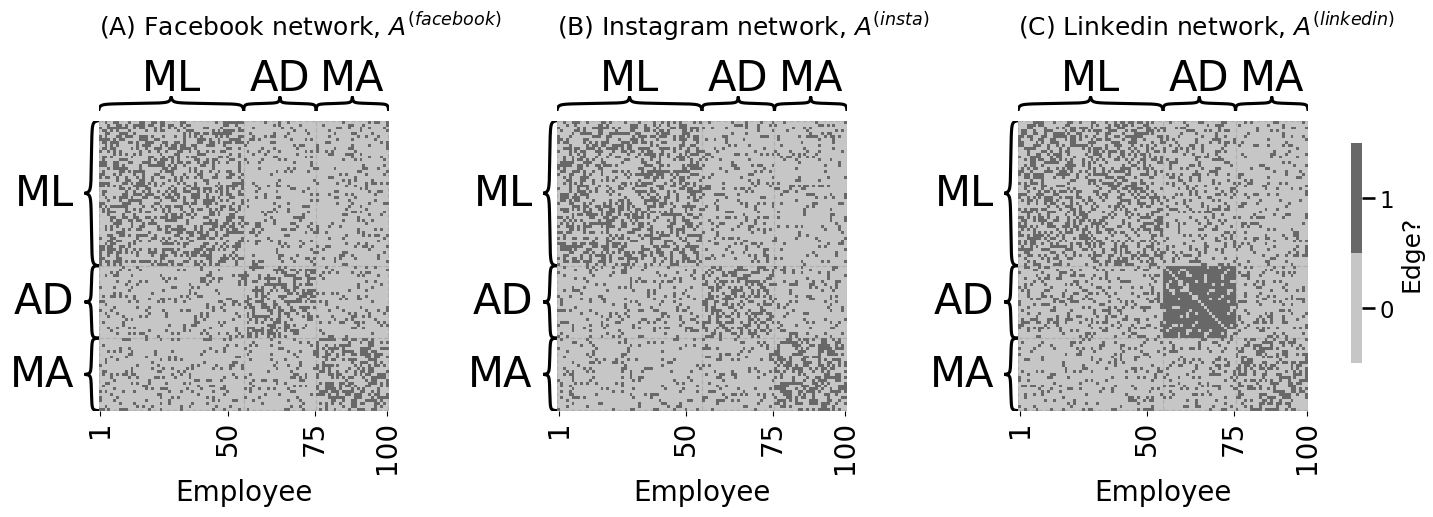 (A) Facebook network, A^(facebook)
(B) Instagram network, A^(insta)
(C) Linkedin network, A^(linkedin)
ML AD MA
ML AD MA
ML AD MA
ML
AD
MA
ML
AD
MA
ML
AD
MA
1 50 75 100
1 50 75 100
1 50 75 100
Employee
Employee
Employee
1
0
Edge?